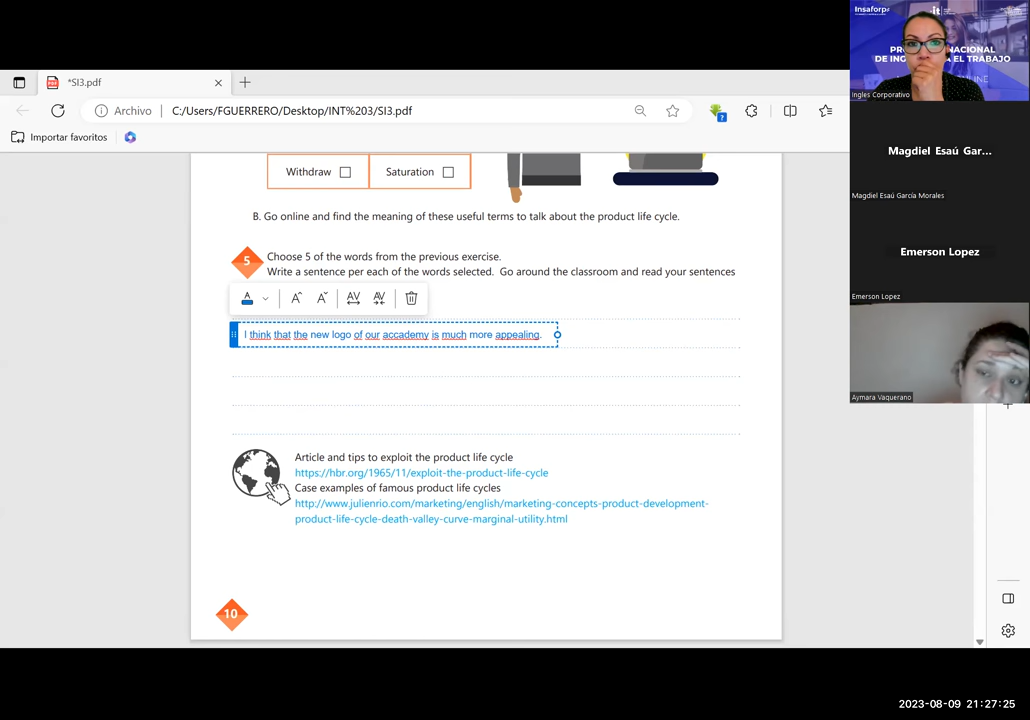 *SI3.pdf
Archivo
C:/Users/FGUERRERO/Desktop/INT%203/SI3.pdf
Importar favoritos
Withdraw
Saturation
B. Go online and find the meaning of these useful terms to talk about the product life cycle.
5
Choose 5 of the words from the previous exercise.
Write a sentence per each of the words selected. Go around the classroom and read your sentences
I think that the new logo of our accademy is much more appealing.
Article and tips to exploit the product life cycle
https://hbr.org/1965/11/exploit-the-product-life-cycle
Case examples of famous product life cycles
http://www.julienrio.com/marketing/english/marketing-concepts-product-development-
product-life-cycle-death-valley-curve-marginal-utility.html
10
Insaforp
it
Ingles Corporativo
Magdiel Esaú Gar...
Magdiel Esaú García Morales
Emerson Lopez
Emerson Lopez
Aymara Vaquerano
2023-08-09 21:27:25